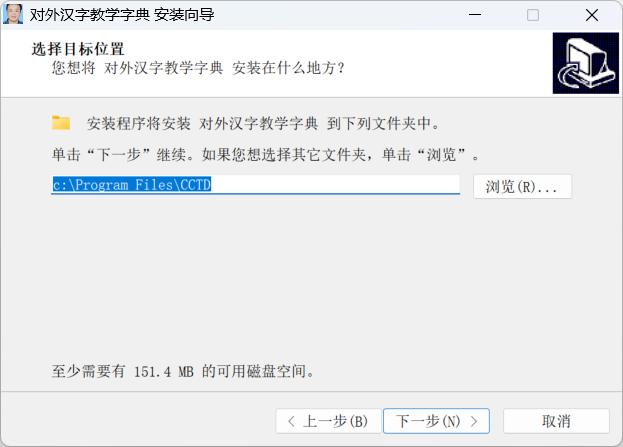 对外汉字教学字典 安装向导
选择目标位置
您想将 对外汉字教学字典 安装在什么地方？
安装程序将安装 对外汉字教学字典 到下列文件夹中。
单击“下一步”继续。如果您想选择其它文件夹，单击“浏览”。
c:\Program Files\CCTD
浏览(R)...
至少需要有 151.4 MB 的可用磁盘空间。
上一步(B)
下一步(N)
取消